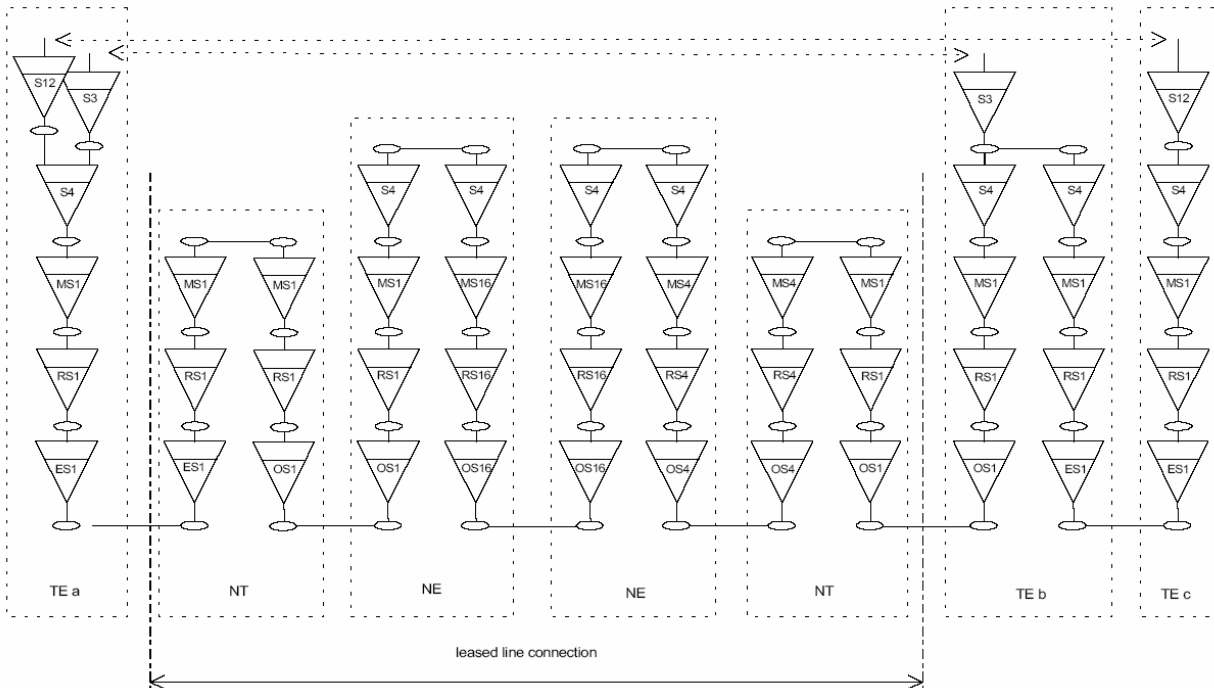 S12 S3 S3 S12
S4 S4 S4 S4 S4 S4 S4 S4
MS1 MS1 MS1 MS1 MS16 MS16 MS4 MS4 MS1 MS1 MS1 MS1
RS1 RS1 RS1 RS1 RS16 RS16 RS4 RS4 RS1 RS1 RS1 RS1
ES1 ES1 OS1 OS1 OS16 OS16 OS4 OS4 OS1 OS1 ES1 ES1
TE a NT NE NE NT TE b TE c
leased line connection